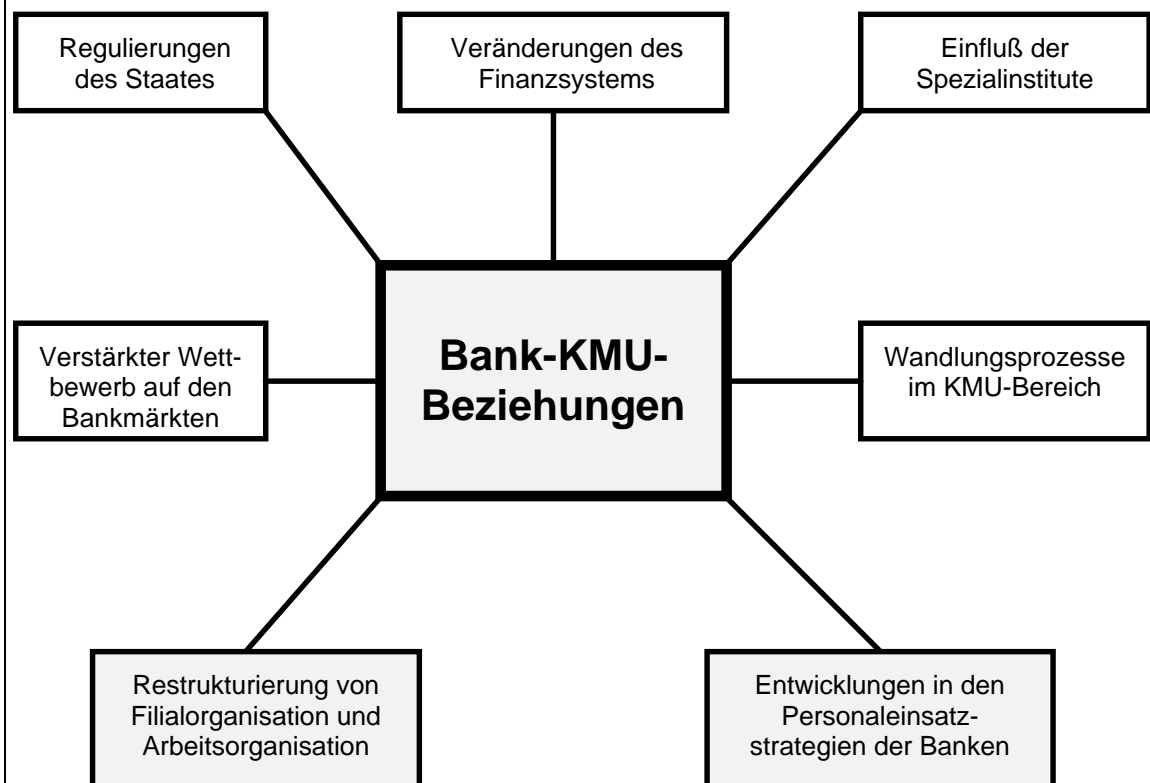 Regulierungen
des Staates
Veränderungen des
Finanzsystems
Einfluß der
Spezialinstitute
Verstärkter Wett-
bewerb auf den
Bankmärkten
Bank-KMU-
Beziehungen
Wandlungsprozesse
im KMU-Bereich
Restrukturierung von
Filialorganisation und
Arbeitsorganisation
Entwicklungen in den
Personaleinsatz-
strategien der Banken